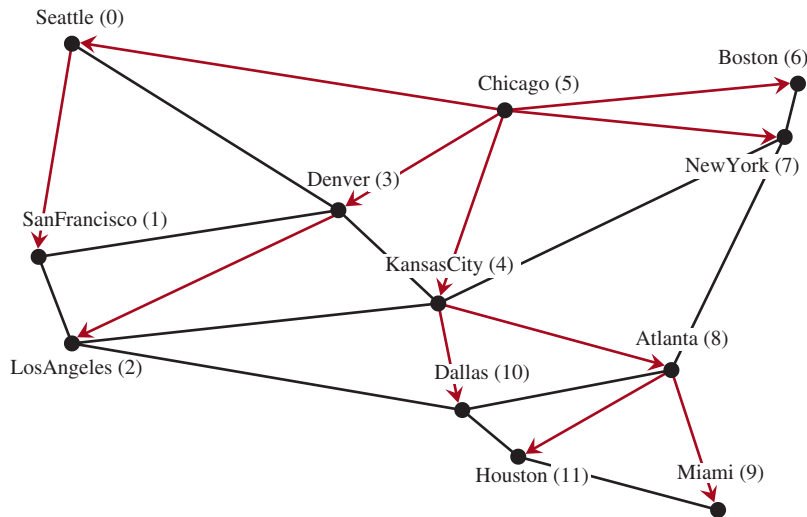 Seattle (0)
Boston (6)
Chicago (5)
NewYork (7)
Denver (3)
SanFrancisco (1)
KansasCity (4)
Atlanta (8)
LosAngeles (2)
Dallas (10)
Houston (11)
Miami (9)